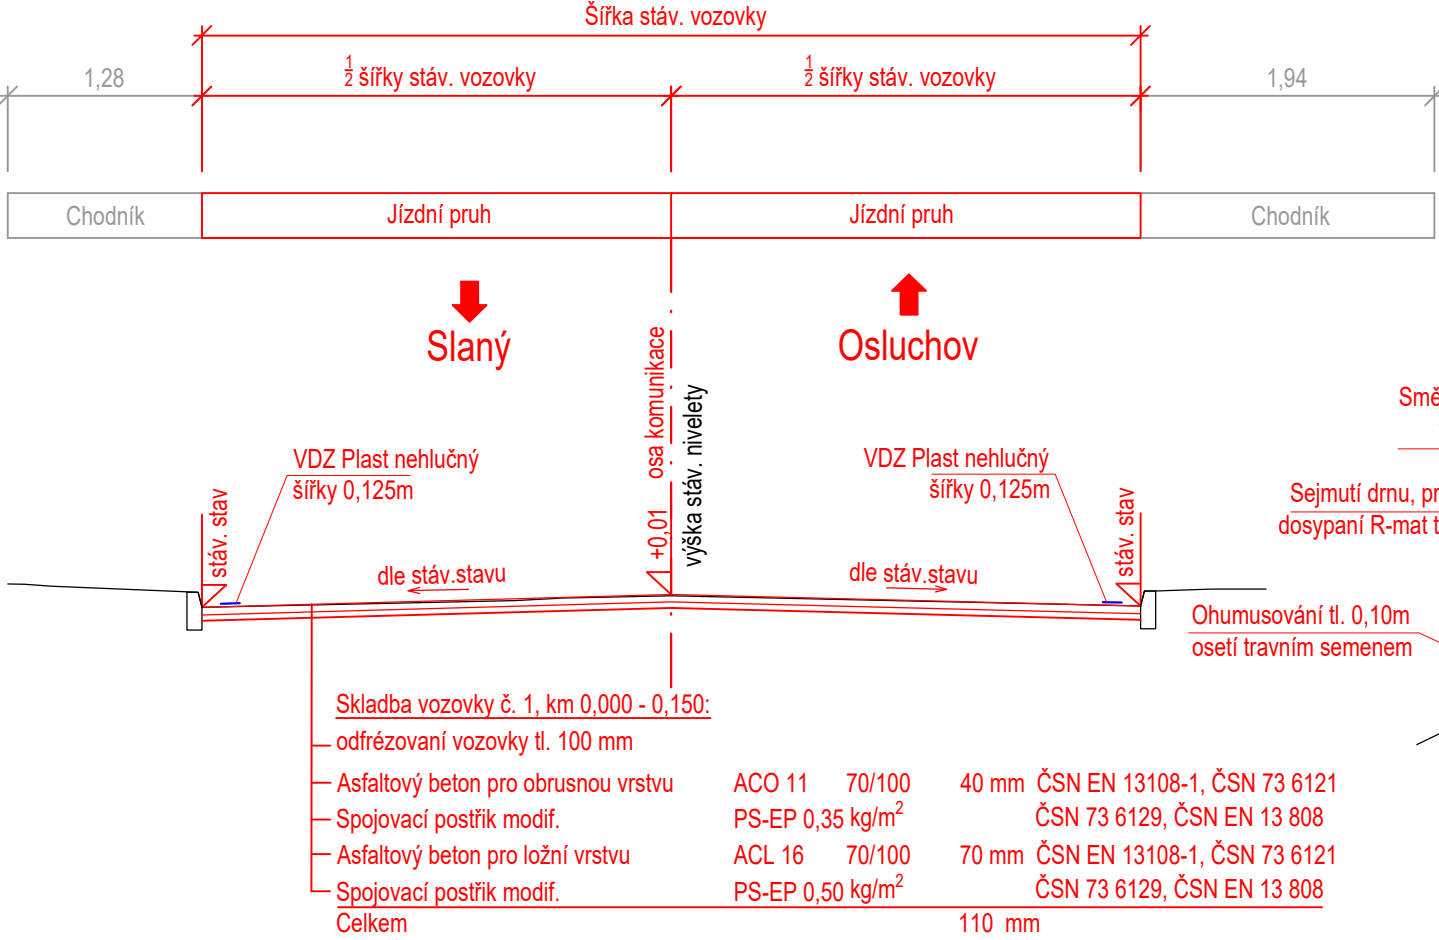 Šířka stáv. vozovky
1,28
1/2 šířky stáv. vozovky
1/2 šířky stáv. vozovky
1,94
Chodník
Jízdní pruh
Jízdní pruh
Chodník
Slaný
Osluchov
osa komunikace
+0,01
výška stáv. nivelety
VDZ Plast nehlučný
šířky 0,125m
VDZ Plast nehlučný
šířky 0,125m
stáv. stav
stáv. stav
dle stáv.stavu
dle stáv.stavu
Smě
Sejmutí drnu, pr
dosypaní R-mat t
Ohumusování tl. 0,10m
osetí travním semenem
Skladba vozovky č. 1, km 0,000 - 0,150:
odfrézovaní vozovky tl. 100 mm
Asfaltový beton pro obrusnou vrstvu ACO 11 70/100 40 mm ČSN EN 13108-1, ČSN 73 6121
Spojovací postřik modif. PS-EP 0,35 kg/m² ČSN 73 6129, ČSN EN 13 808
Asfaltový beton pro ložní vrstvu ACL 16 70/100 70 mm ČSN EN 13108-1, ČSN 73 6121
Spojovací postřik modif. PS-EP 0,50 kg/m² ČSN 73 6129, ČSN EN 13 808
Celkem 110 mm